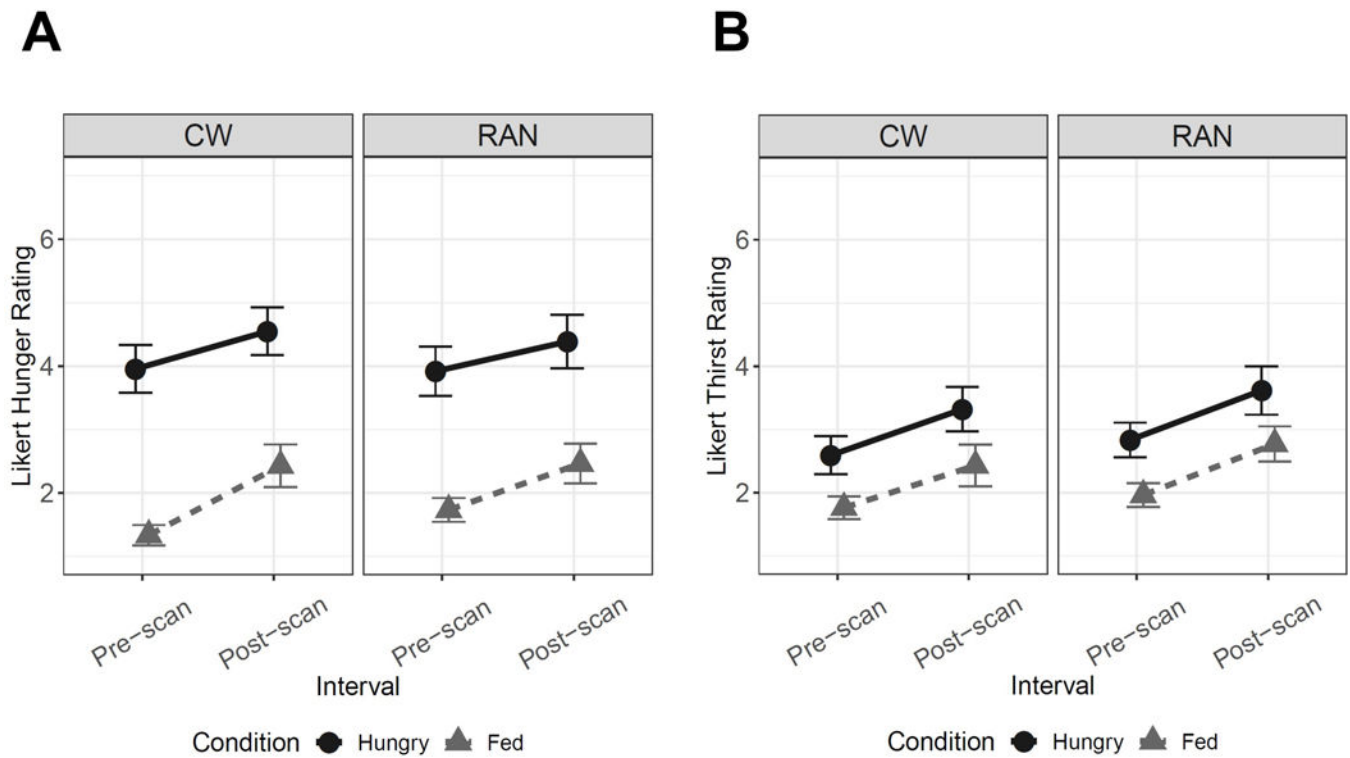 A
CW RAN
Likert Hunger Rating
6
4
2
Pre-scan Post-scan Pre-scan Post-scan
Interval
Condition Hungry Fed
B
CW RAN
Likert Thirst Rating
6
4
2
Pre-scan Post-scan Pre-scan Post-scan
Interval
Condition Hungry Fed